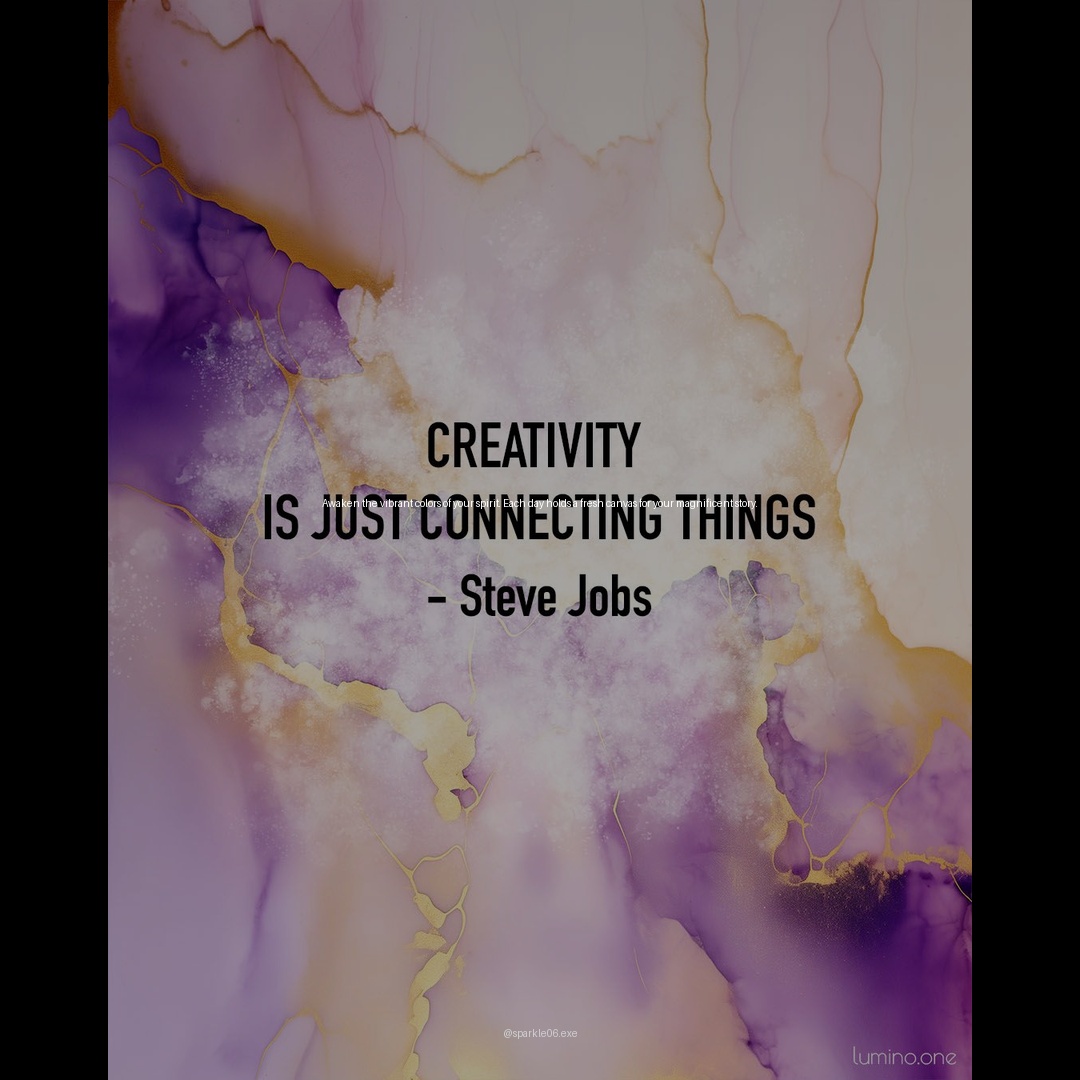 CREATIVITY
Awaken the vibrant colors of your spirit. Each day holds a fresh canvas for your magnificent story.
IS JUST CONNECTING THINGS
- Steve Jobs
@sparkle06.exe
lumino.one